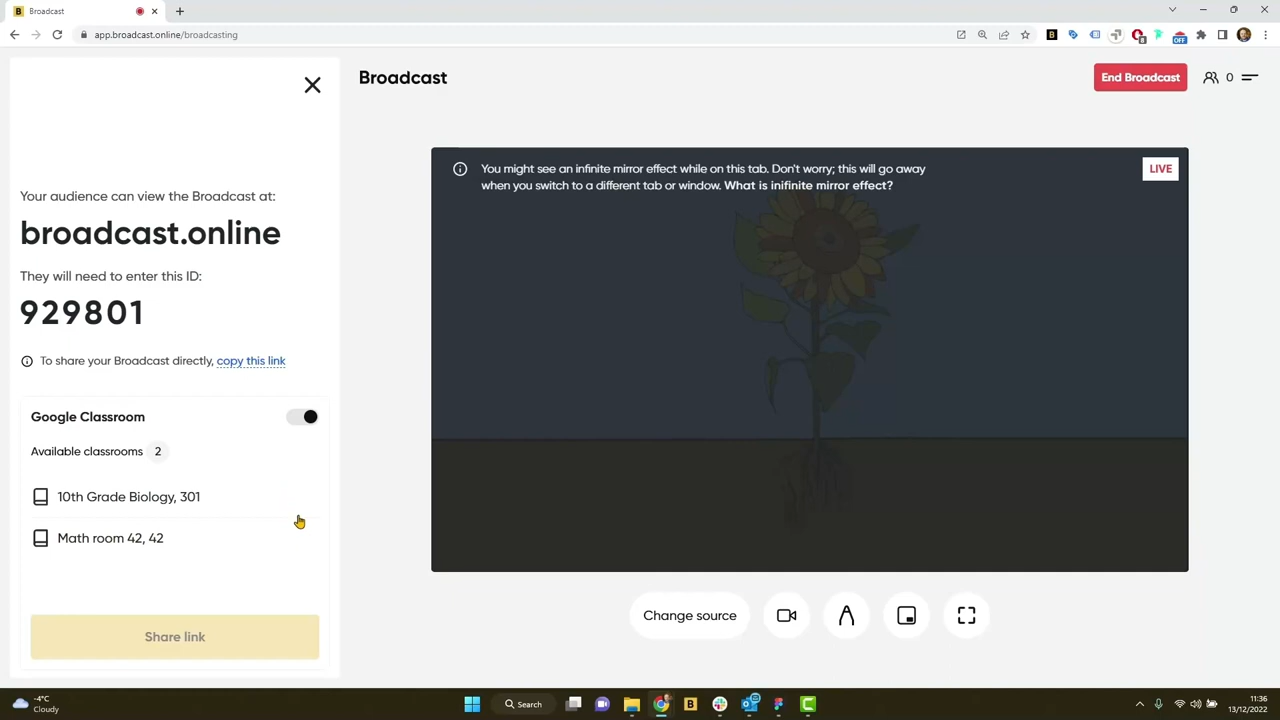 Broadcast
app.broadcast.online/broadcasting
OFF
Broadcast
End Broadcast
0
Your audience can view the Broadcast at:
broadcast.online
They will need to enter this ID:
929801
To share your Broadcast directly, copy this link
Google Classroom
Available classrooms 2
10th Grade Biology, 301
Math room 42, 42
Share link
You might see an infinite mirror effect while on this tab. Don't worry; this will go away
when you switch to a different tab or window. What is inifinite mirror effect?
LIVE
Change source
-4°C
Cloudy
Search
11:36
13/12/2022